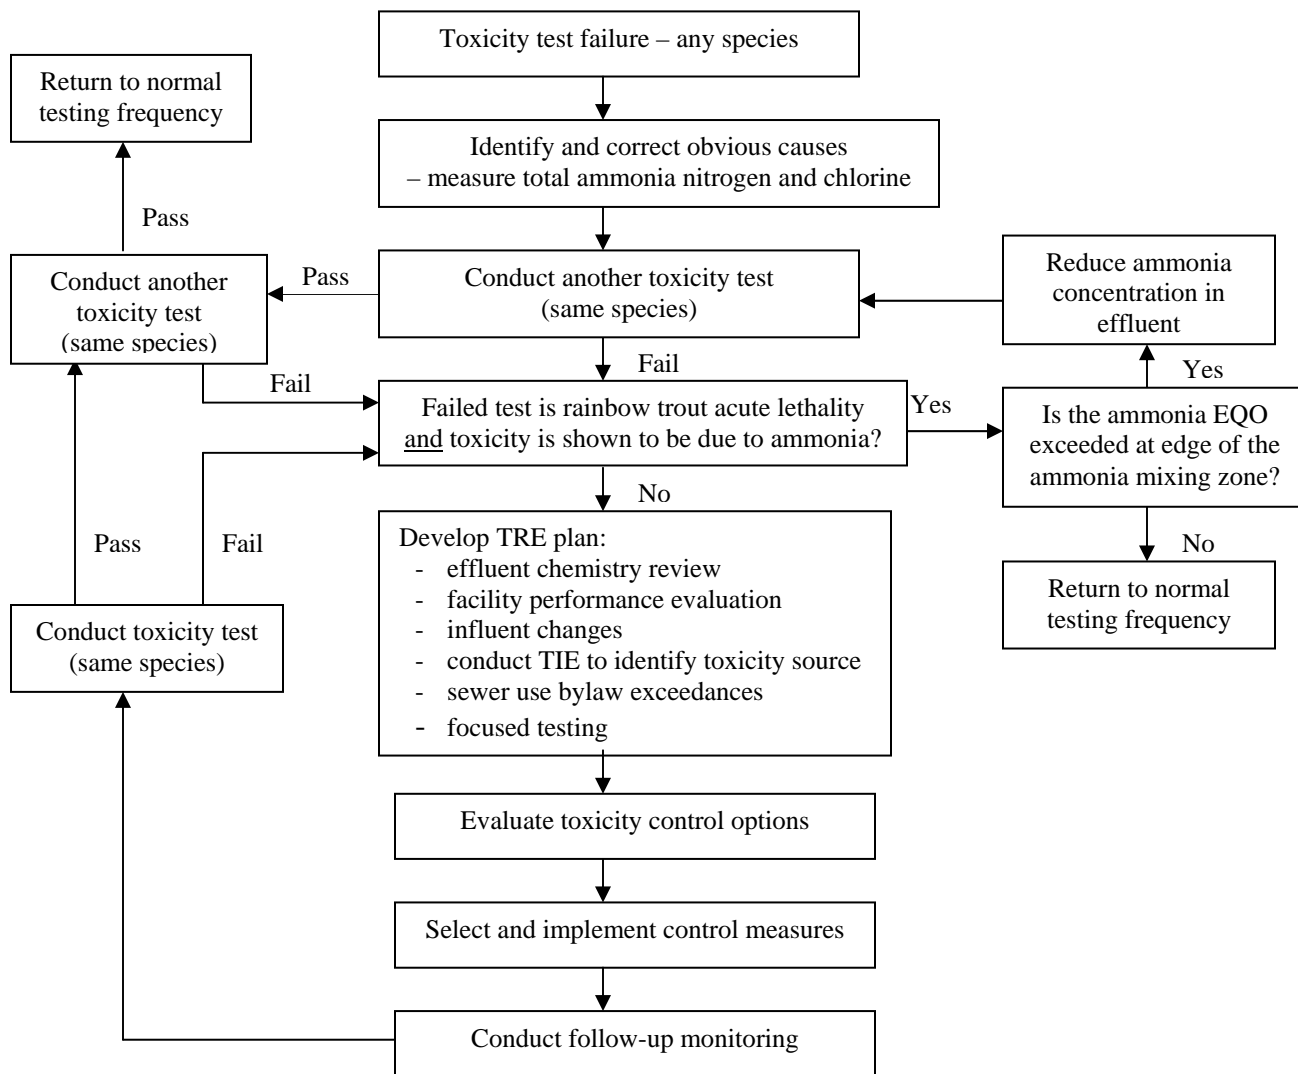 Toxicity test failure – any species
Return to normal
testing frequency
Identify and correct obvious causes
– measure total ammonia nitrogen and chlorine
Pass
Conduct another
toxicity test
(same species)
Pass
Conduct another toxicity test
(same species)
Reduce ammonia
concentration in
effluent
Fail
Fail
Yes
Failed test is rainbow trout acute lethality
and toxicity is shown to be due to ammonia?
Yes
Is the ammonia EQO
exceeded at edge of the
ammonia mixing zone?
No
No
Pass
Fail
Develop TRE plan:
- effluent chemistry review
- facility performance evaluation
- influent changes
- conduct TIE to identify toxicity source
- sewer use bylaw exceedances
- focused testing
Return to normal
testing frequency
Conduct toxicity test
(same species)
Evaluate toxicity control options
Select and implement control measures
Conduct follow-up monitoring